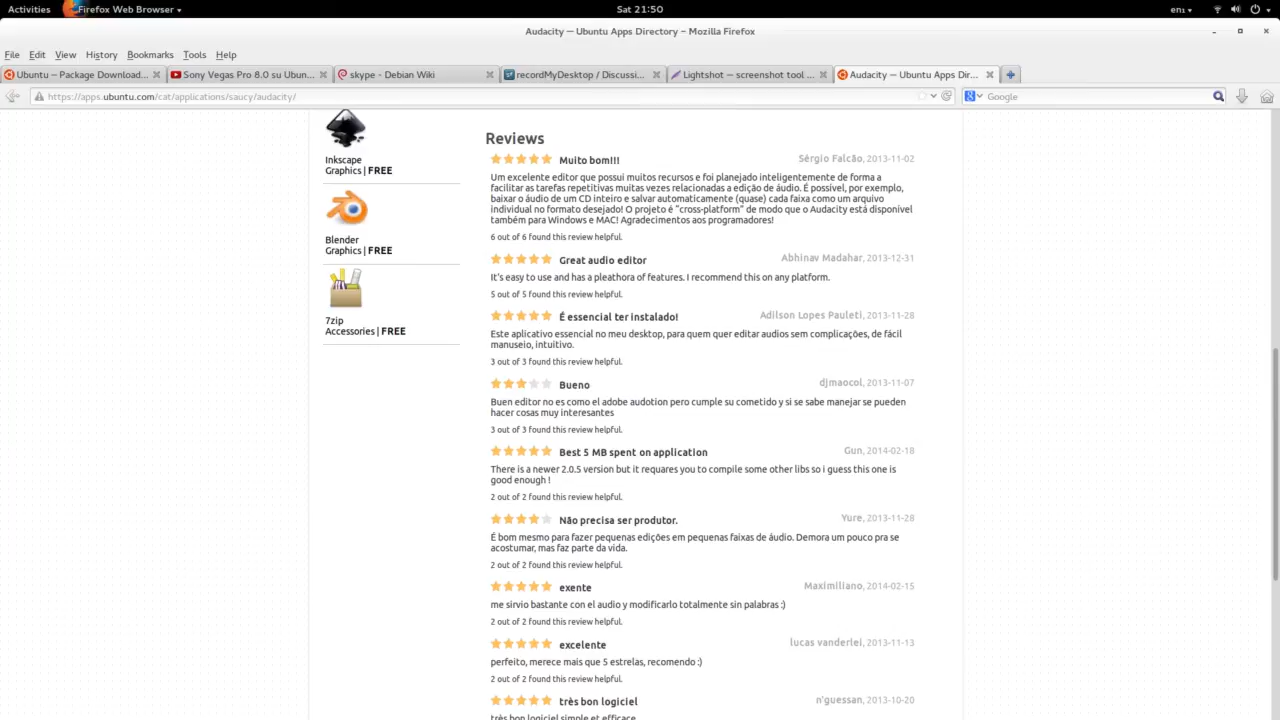 Activities
Firefox Web Browser
Sat 21:50
en1
Audacity — Ubuntu Apps Directory – Mozilla Firefox
File Edit View History Bookmarks Tools Help
Ubuntu – Package Download...
Sony Vegas Pro 8.0 su Ubun...
skype - Debian Wiki
recordMyDesktop / Discussi...
Lightshot — screenshot tool ...
Audacity — Ubuntu Apps Dir...
https://apps.ubuntu.com/cat/applications/saucy/audacity/
Google
Inkscape
Graphics | FREE
Blender
Graphics | FREE
7zip
Accessories | FREE
Reviews
Muito bom!!! Sérgio Falcão, 2013-11-02
Um excelente editor que possui muitos recursos e foi planejado inteligentemente de forma a
facilitar as tarefas repetitivas muitas vezes relacionadas a edição de áudio. É possível, por exemplo,
baixar o áudio de um CD inteiro e salvar automaticamente (quase) cada faixa como um arquivo
individual no formato desejado! O projeto é "cross-platform" de modo que o Audacity está disponível
também para Windows e MAC! Agradecimentos aos programadores!
6 out of 6 found this review helpful.
Great audio editor Abhinav Madahar, 2013-12-31
It's easy to use and has a pleathora of features. I recommend this on any platform.
5 out of 5 found this review helpful.
É essencial ter instalado! Adilson Lopes Pauleti, 2013-11-28
Este aplicativo essencial no meu desktop, para quem quer editar audios sem complicações, de fácil
manuseio, intuitivo.
3 out of 3 found this review helpful.
Bueno djmaocol, 2013-11-07
Buen editor no es como el adobe audotion pero cumple su cometido y si se sabe manejar se pueden
hacer cosas muy interesantes
3 out of 3 found this review helpful.
Best 5 MB spent on application Gun, 2014-02-18
There is a newer 2.0.5 version but it requares you to compile some other libs so i guess this one is
good enough !
2 out of 2 found this review helpful.
Não precisa ser produtor. Yure, 2013-11-28
É bom mesmo para fazer pequenas edições em pequenas faixas de áudio. Demora um pouco pra se
acostumar, mas faz parte da vida.
2 out of 2 found this review helpful.
exente Maximiliano, 2014-02-15
me sirvio bastante con el audio y modificarlo totalmente sin palabras :)
2 out of 2 found this review helpful.
excelente lucas vanderlei, 2013-11-13
perfeito, merece mais que 5 estrelas, recomendo :)
2 out of 2 found this review helpful.
très bon logiciel n'guessan, 2013-10-20
très bon logiciel simple et efficace